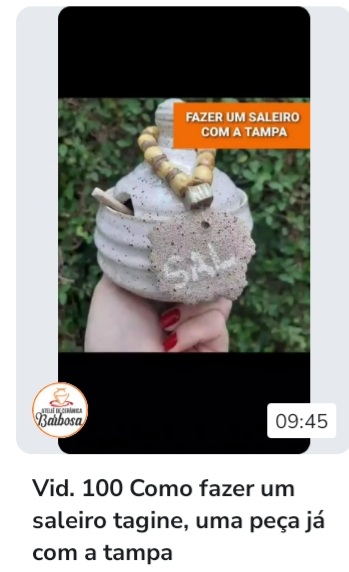 FAZER UM SALEIRO
COM A TAMPA
SAL
ATELIÊ DE CERÂMICA
Barbosa
09:45
Vid. 100 Como fazer um
saleiro tagine, uma peça já
com a tampa